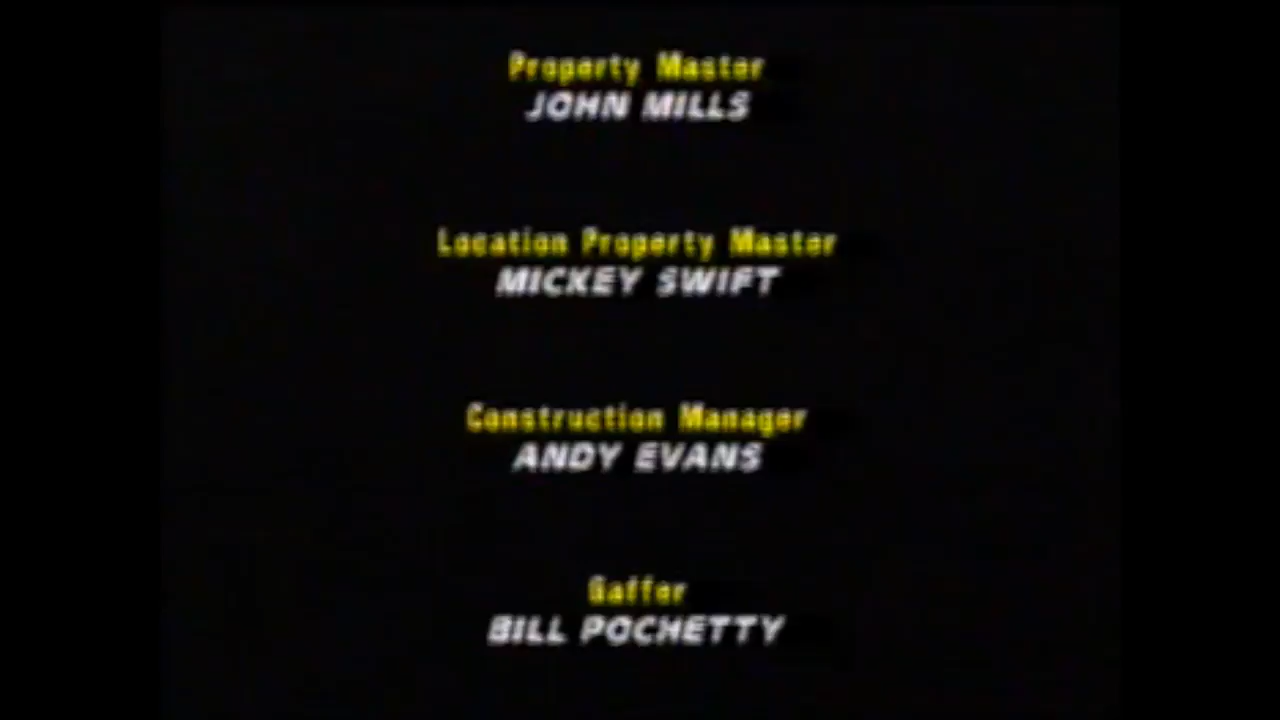 Property Master
JOHN MILLS
Location Property Master
MICKEY SWIFT
Construction Manager
ANDY EVANS
Gaffer
BILL POCHETTY